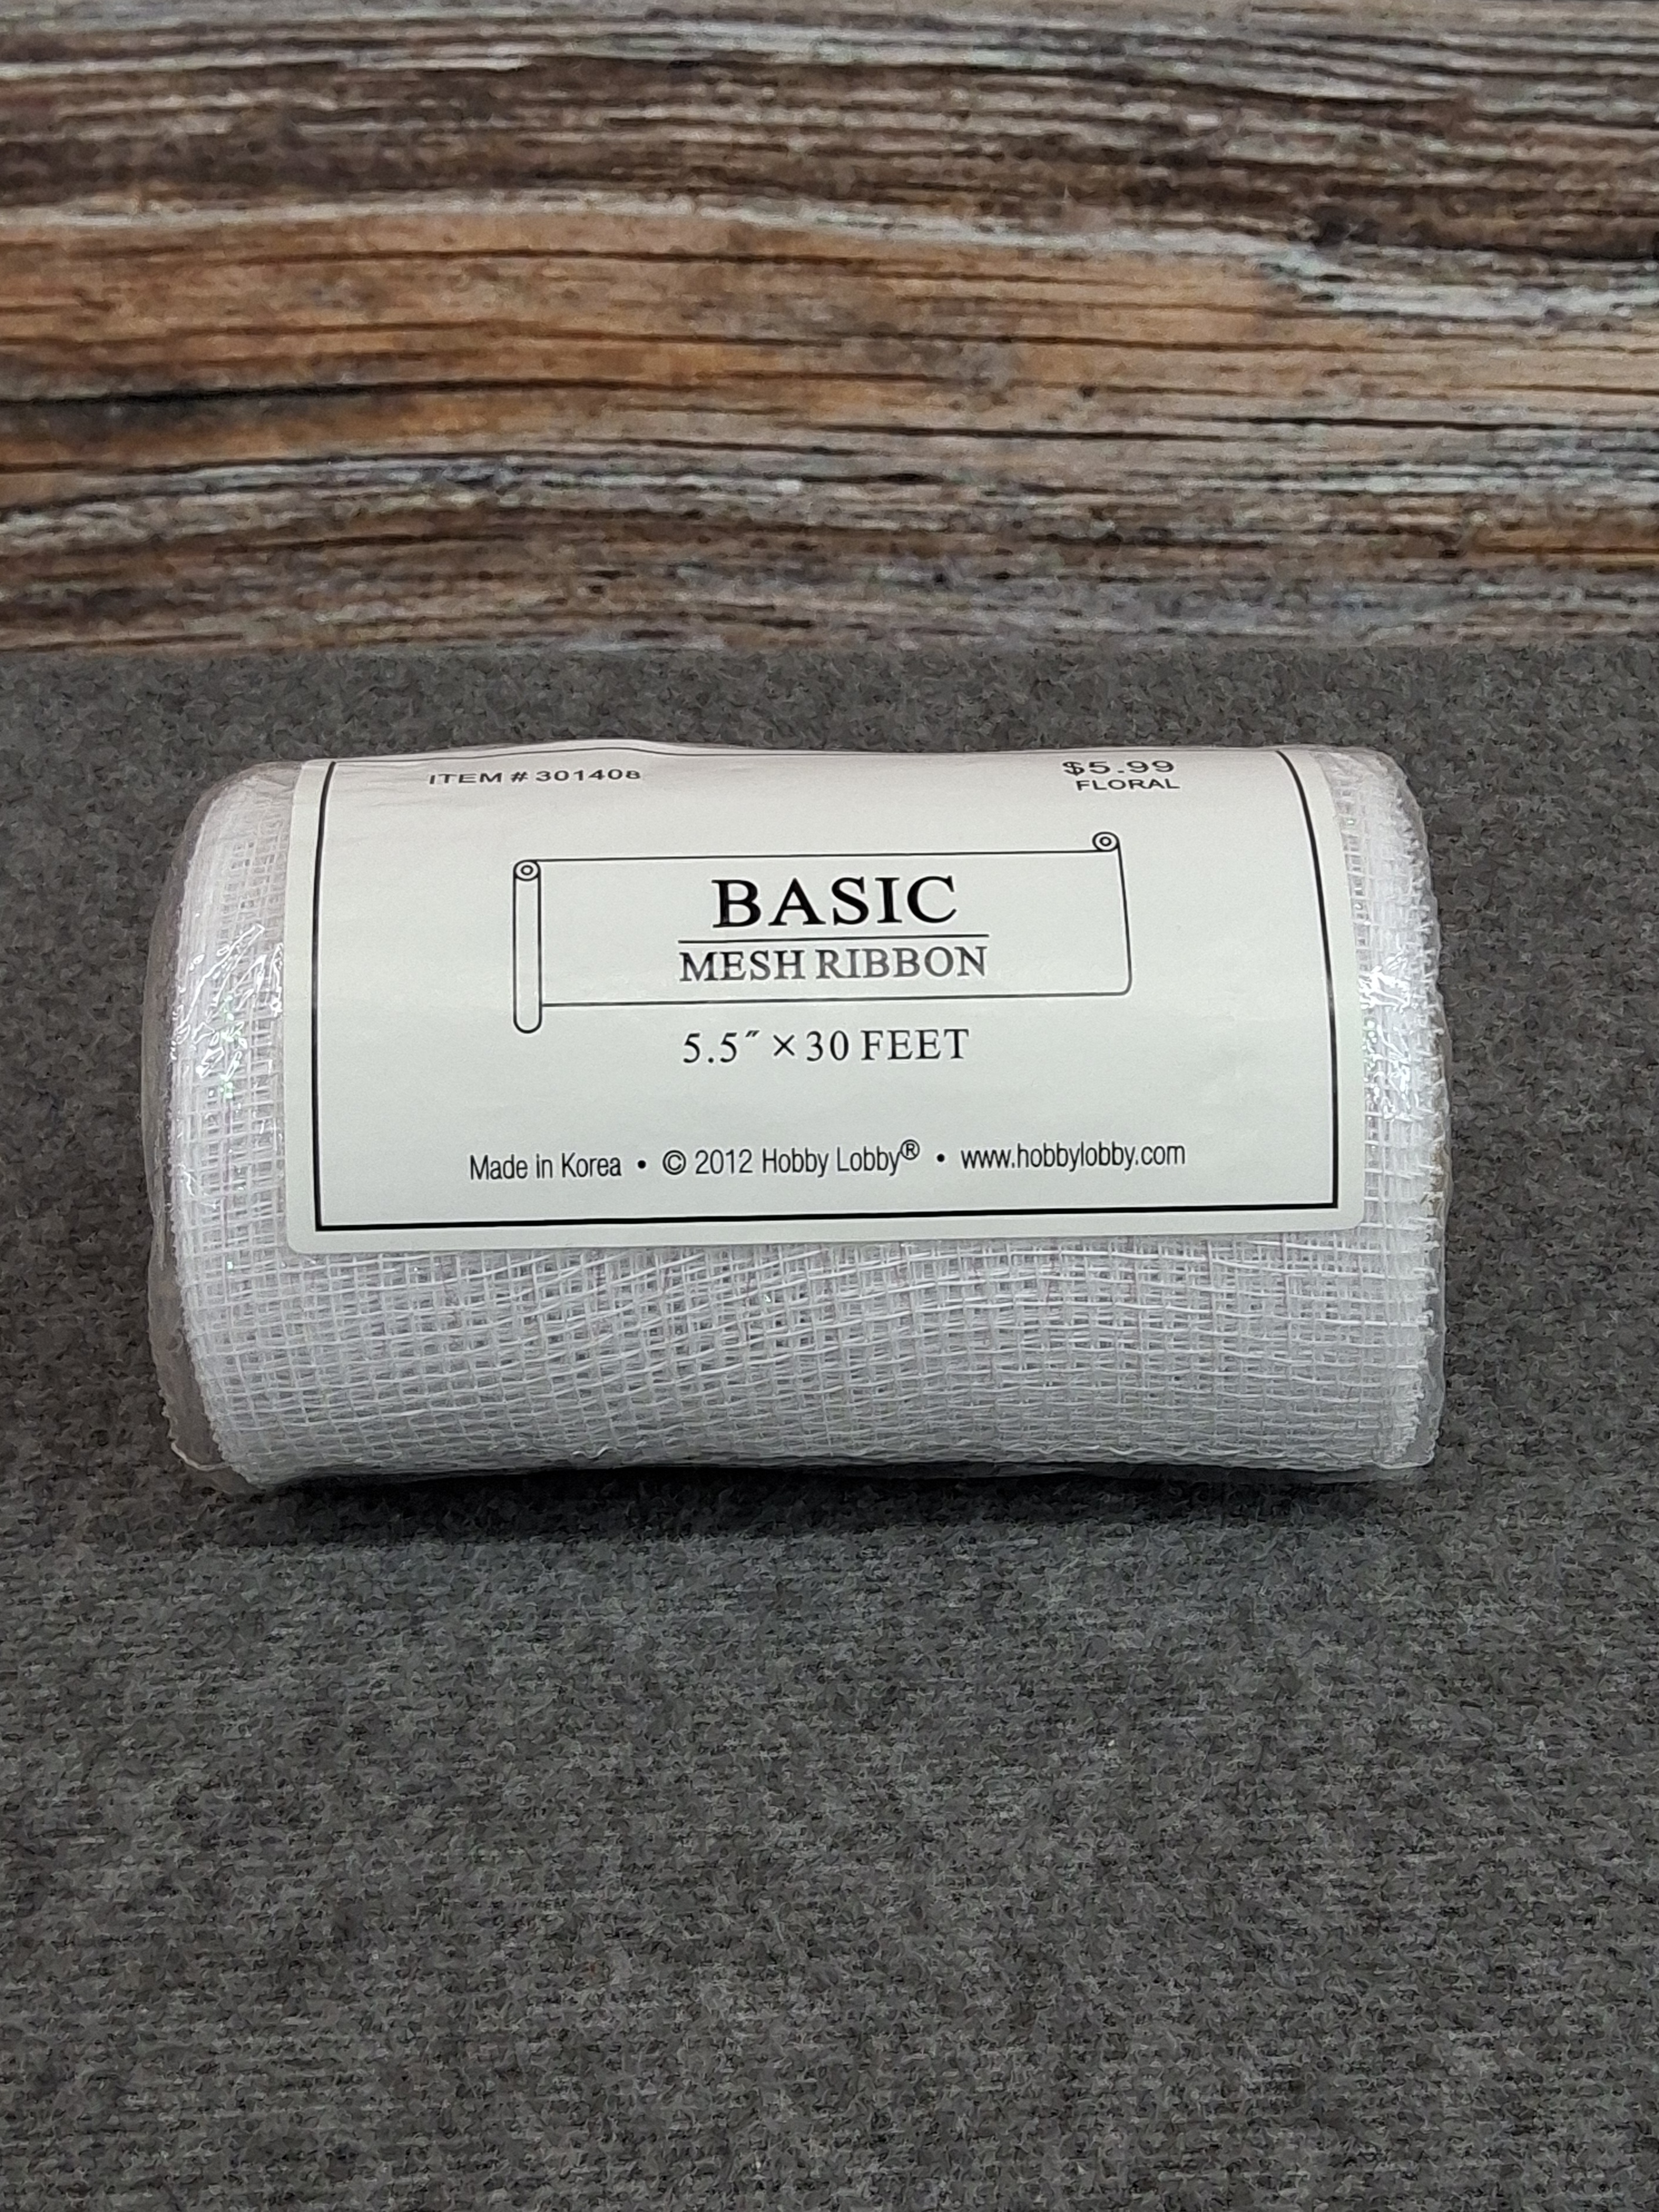 ITEM # 301408
$5.99
FLORAL
BASIC
MESH RIBBON
5.5″ × 30 FEET
Made in Korea • © 2012 Hobby Lobby® • www.hobbylobby.com